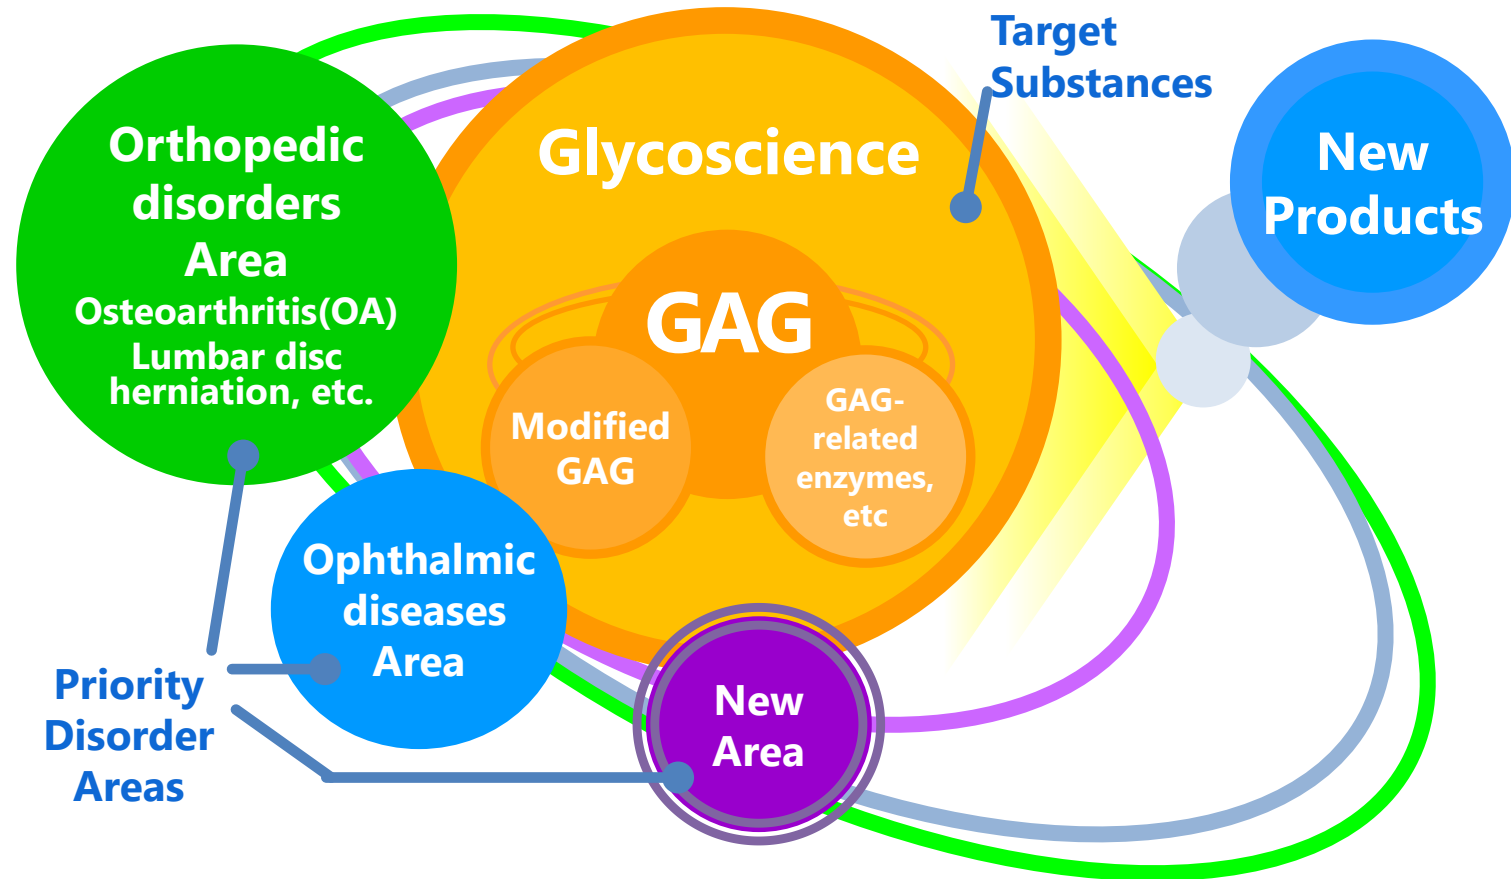 Target
Substances
Orthopedic
disorders
Area
Osteoarthritis(OA)
Lumbar disc
herniation, etc.
Glycoscience
GAG
Modified
GAG
GAG-
related
enzymes,
etc
New
Products
Ophthalmic
diseases
Area
New
Area
Priority
Disorder
Areas